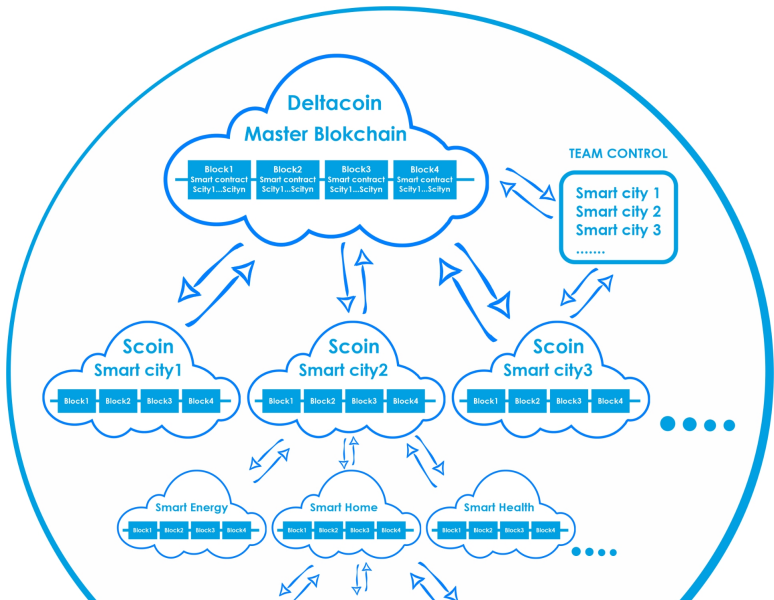 Deltacoin
Master Blokchain
Block1 Block2 Block3 Block4
Smart contract Smart contract Smart contract Smart contract
Scity1...Scityn Scity1...Scityn Scity1...Scityn Scity1...Scityn
TEAM CONTROL
Smart city 1
Smart city 2
Smart city 3
.......
Scoin
Smart city1
Block1 Block2 Block3 Block4
Scoin
Smart city2
Block1 Block2 Block3 Block4
Scoin
Smart city3
Block1 Block2 Block3 Block4
Smart Energy
Block1 Block2 Block3 Block4
Smart Home
Block1 Block2 Block3 Block4
Smart Health
Block1 Block2 Block3 Block4